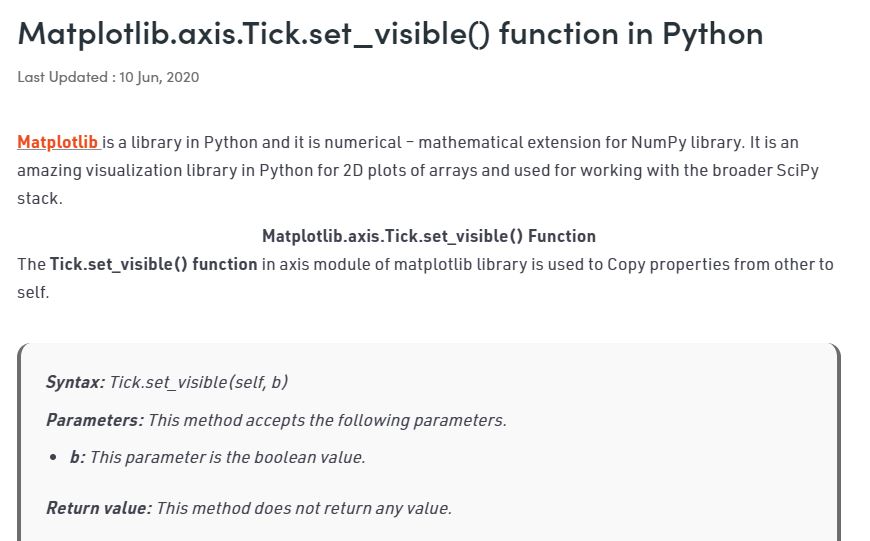 Matplotlib.axis.Tick.set_visible() function in Python
Last Updated : 10 Jun, 2020
Matplotlib is a library in Python and it is numerical – mathematical extension for NumPy library. It is an
amazing visualization library in Python for 2D plots of arrays and used for working with the broader SciPy
stack.
Matplotlib.axis.Tick.set_visible() Function
The Tick.set_visible() function in axis module of matplotlib library is used to Copy properties from other to
self.
Syntax: Tick.set_visible(self, b)
Parameters: This method accepts the following parameters.
• b: This parameter is the boolean value.
Return value: This method does not return any value.